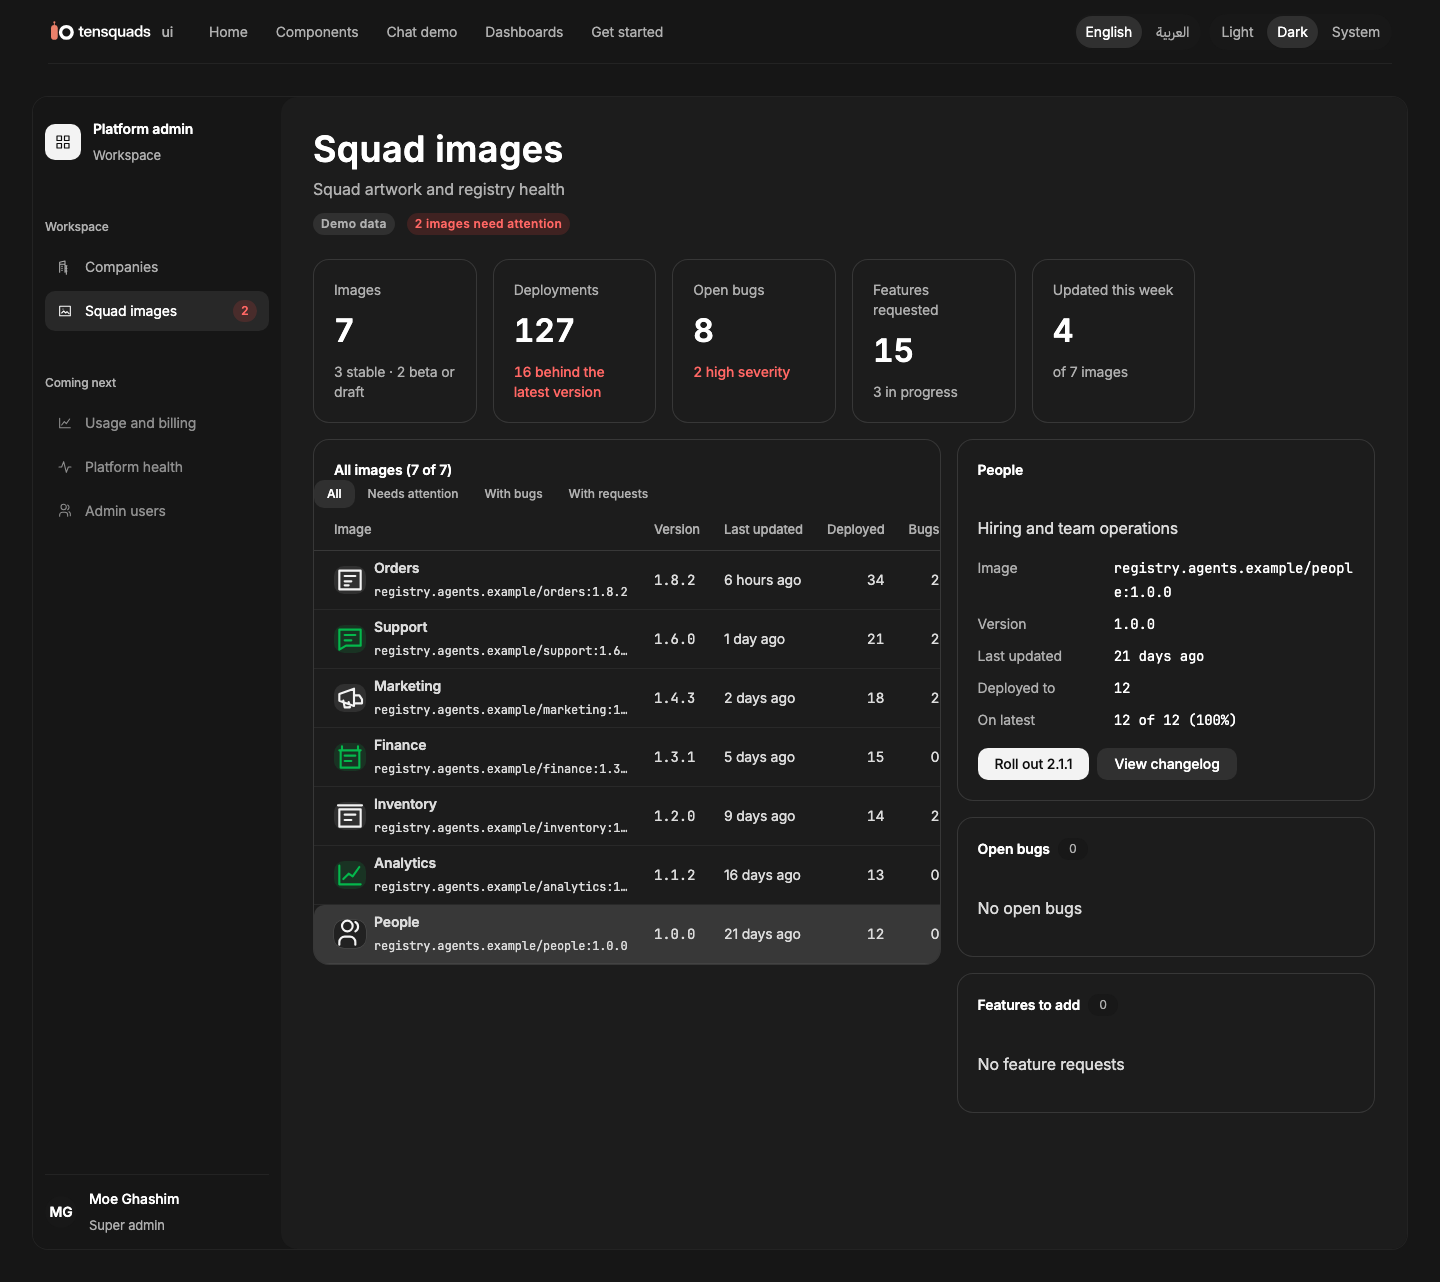 tensquads ui Home Components Chat demo Dashboards Get started English العربية Light Dark System
Platform admin
Workspace
Workspace
Companies
Squad images 2
Coming next
Usage and billing
Platform health
Admin users
Moe Ghashim
MG
Super admin
Squad images
Squad artwork and registry health
Demo data 2 images need attention
Images
7
3 stable · 2 beta or
draft
Deployments
127
16 behind the
latest version
Open bugs
8
2 high severity
Features
requested
15
3 in progress
Updated this week
4
of 7 images
All images (7 of 7)
All Needs attention With bugs With requests
Image Version Last updated Deployed Bugs
Orders
registry.agents.example/orders:1.8.2 1.8.2 6 hours ago 34 2
Support
registry.agents.example/support:1.6… 1.6.0 1 day ago 21 2
Marketing
registry.agents.example/marketing:1… 1.4.3 2 days ago 18 2
Finance
registry.agents.example/finance:1.3… 1.3.1 5 days ago 15 0
Inventory
registry.agents.example/inventory:1… 1.2.0 9 days ago 14 2
Analytics
registry.agents.example/analytics:1… 1.1.2 16 days ago 13 0
People
registry.agents.example/people:1.0.0 1.0.0 21 days ago 12 0
People
Hiring and team operations
Image registry.agents.example/peopl
e:1.0.0
Version 1.0.0
Last updated 21 days ago
Deployed to 12
On latest 12 of 12 (100%)
Roll out 2.1.1 View changelog
Open bugs 0
No open bugs
Features to add 0
No feature requests